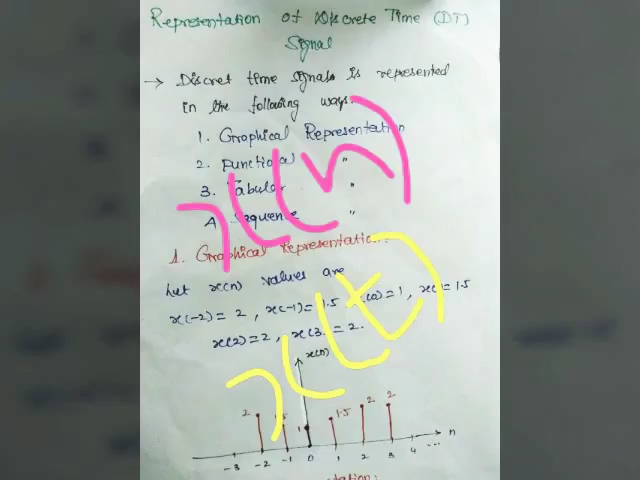 Representation of Discrete Time (DT)
Signal
→ Discret time signals is represented
in the following ways.
1. Graphical Representation
2. Functional "
3. Tabular "
4. Sequence "
x(n)
1. Graphical Representation:
Let x(n) values are
x(-2) = 2, x(-1) = 1.5 x(0) = 1, x(1) = 1.5
x(2) = 2, x(3) = 2.
x(t)
x(n)
2 1.5 1 1.5 2 2
-3 -2 -1 0 1 2 3 4 ... n